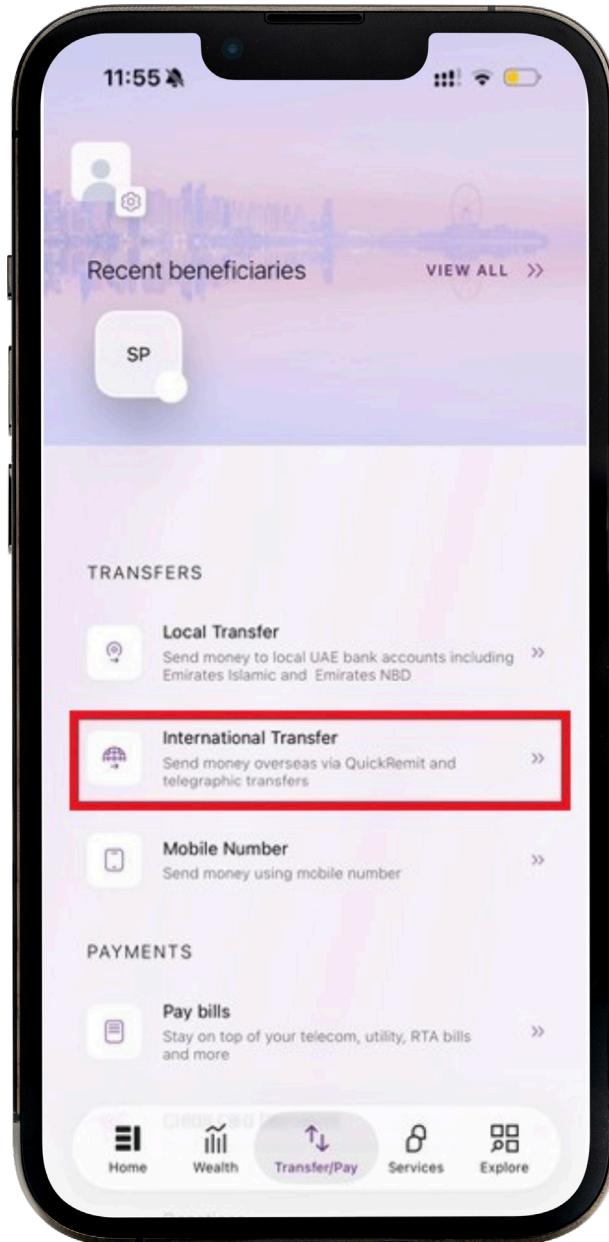 11:55
Recent beneficiaries
VIEW ALL
SP
TRANSFERS
Local Transfer
Send money to local UAE bank accounts including
Emirates Islamic and Emirates NBD
International Transfer
Send money overseas via QuickRemit and
telegraphic transfers
Mobile Number
Send money using mobile number
PAYMENTS
Pay bills
Stay on top of your telecom, utility, RTA bills
and more
Home
Wealth
Transfer/Pay
Services
Explore